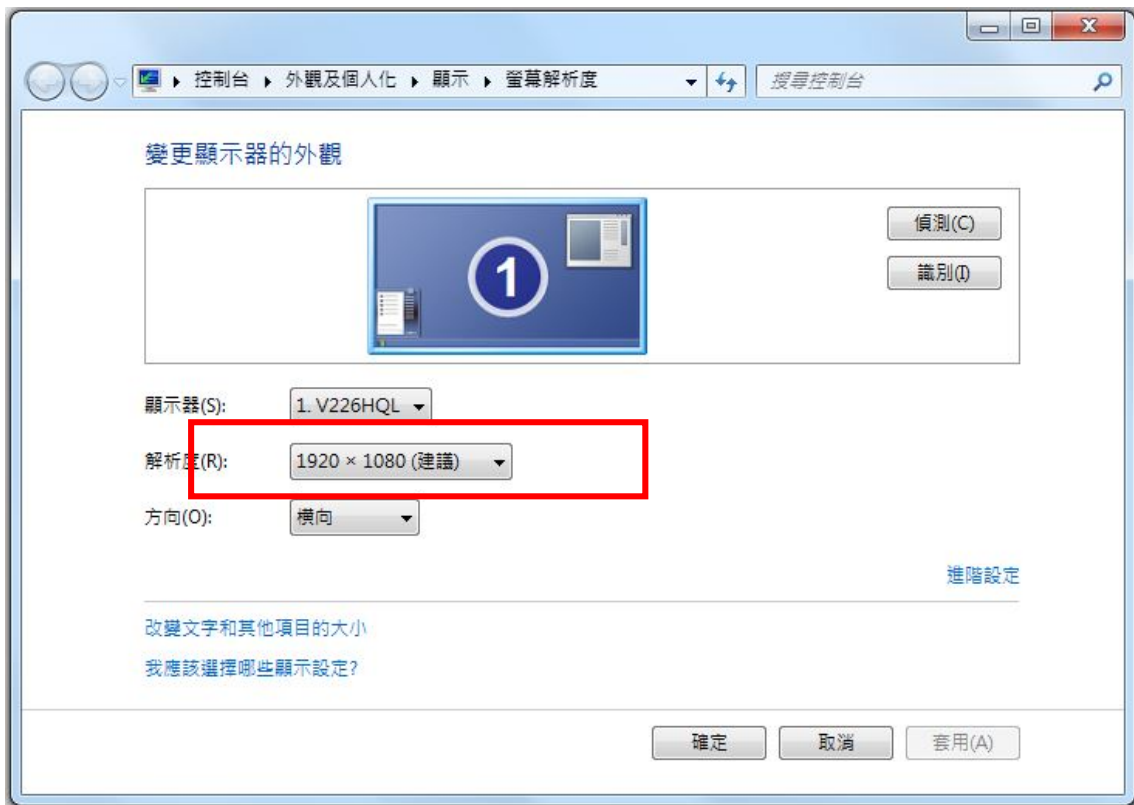 控制台 ▸ 外觀及個人化 ▸ 顯示 ▸ 螢幕解析度
搜尋控制台
變更顯示器的外觀
1
偵測(C)
識別(I)
顯示器(S): 1. V226HQL
解析度(R): 1920 × 1080 (建議)
方向(O): 橫向
進階設定
改變文字和其他項目的大小
我應該選擇哪些顯示設定?
確定 取消 套用(A)